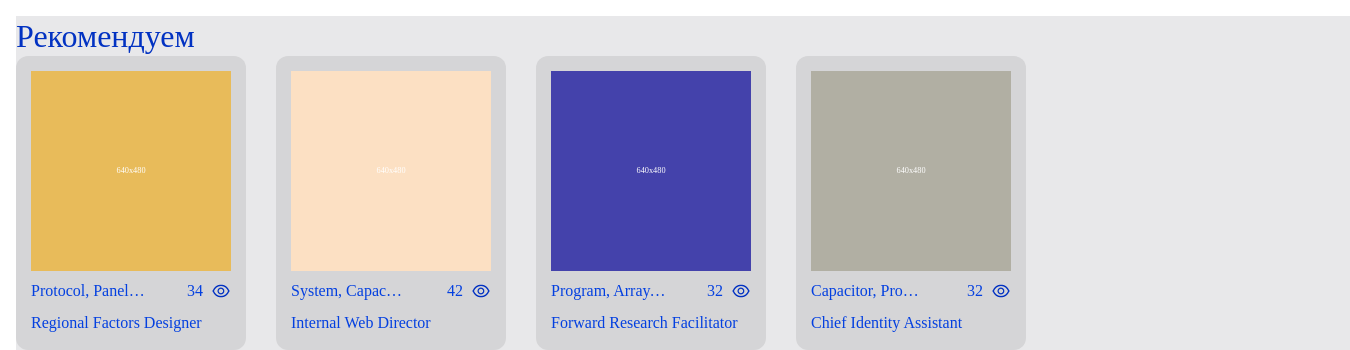 Рекомендуем
640x480
640x480
640x480
640x480
Protocol, Panel… 34
System, Capac… 42
Program, Array… 32
Capacitor, Pro… 32
Regional Factors Designer
Internal Web Director
Forward Research Facilitator
Chief Identity Assistant